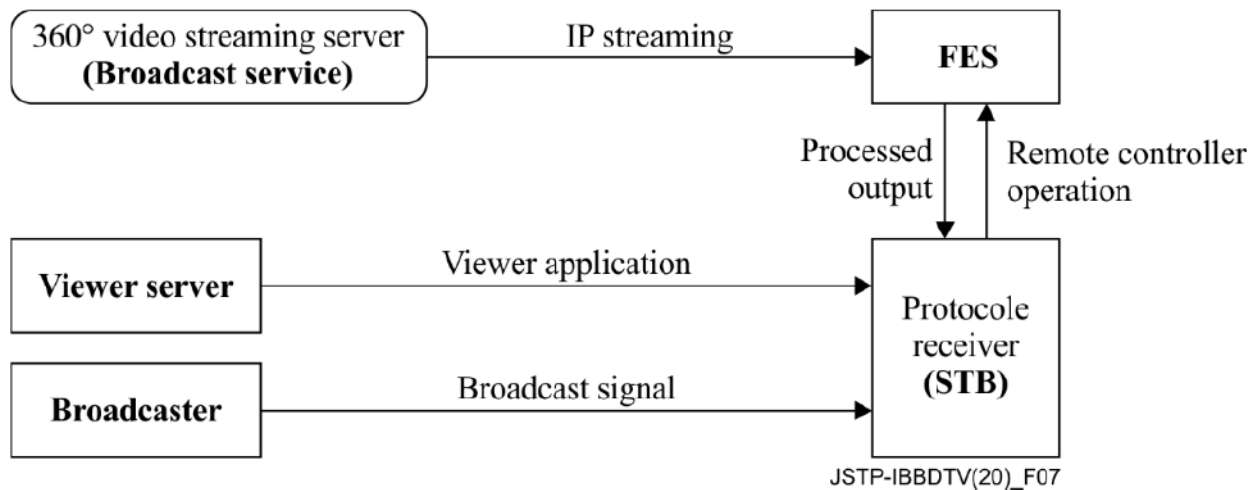 360° video streaming server
(Broadcast service)
IP streaming
FES
Processed
output
Remote controller
operation
Viewer server
Viewer application
Protocole
receiver
(STB)
Broadcaster
Broadcast signal
JSTP-IBBDTV(20)_F07